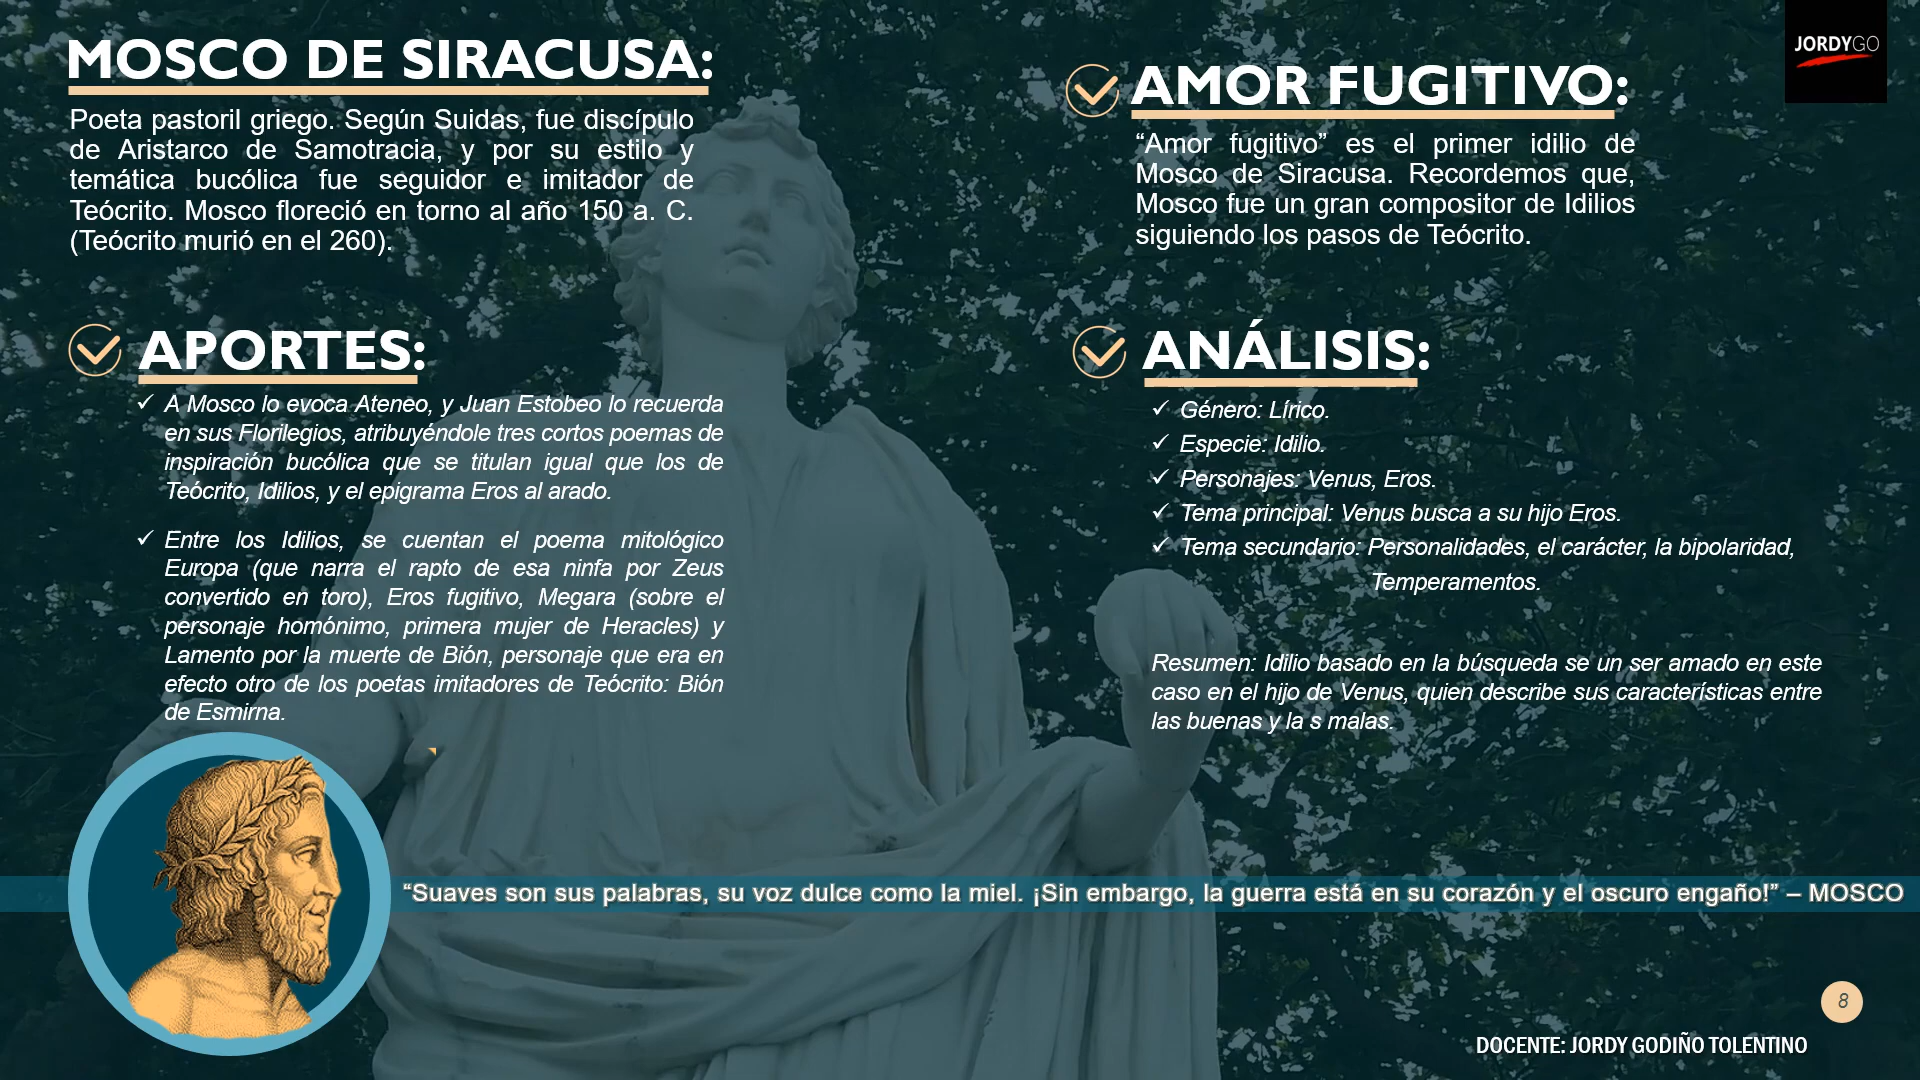 MOSCO DE SIRACUSA:
Poeta pastoril griego. Según Suidas, fue discípulo
de Aristarco de Samotracia, y por su estilo y
temática bucólica fue seguidor e imitador de
Teócrito. Mosco floreció en torno al año 150 a. C.
(Teócrito murió en el 260).
APORTES:
✓ A Mosco lo evoca Ateneo, y Juan Estobeo lo recuerda
en sus Florilegios, atribuyéndole tres cortos poemas de
inspiración bucólica que se titulan igual que los de
Teócrito, Idilios, y el epigrama Eros al arado.
✓ Entre los Idilios, se cuentan el poema mitológico
Europa (que narra el rapto de esa ninfa por Zeus
convertido en toro), Eros fugitivo, Megara (sobre el
personaje homónimo, primera mujer de Heracles) y
Lamento por la muerte de Bión, personaje que era en
efecto otro de los poetas imitadores de Teócrito: Bión
de Esmirna.
JORDYGO
AMOR FUGITIVO:
“Amor fugitivo” es el primer idilio de
Mosco de Siracusa. Recordemos que,
Mosco fue un gran compositor de Idilios
siguiendo los pasos de Teócrito.
ANÁLISIS:
✓ Género: Lírico.
✓ Especie: Idilio.
✓ Personajes: Venus, Eros.
✓ Tema principal: Venus busca a su hijo Eros.
✓ Tema secundario: Personalidades, el carácter, la bipolaridad,
Temperamentos.
Resumen: Idilio basado en la búsqueda se un ser amado en este
caso en el hijo de Venus, quien describe sus características entre
las buenas y la s malas.
“Suaves son sus palabras, su voz dulce como la miel. ¡Sin embargo, la guerra está en su corazón y el oscuro engaño!” – MOSCO
8
DOCENTE: JORDY GODIÑO TOLENTINO